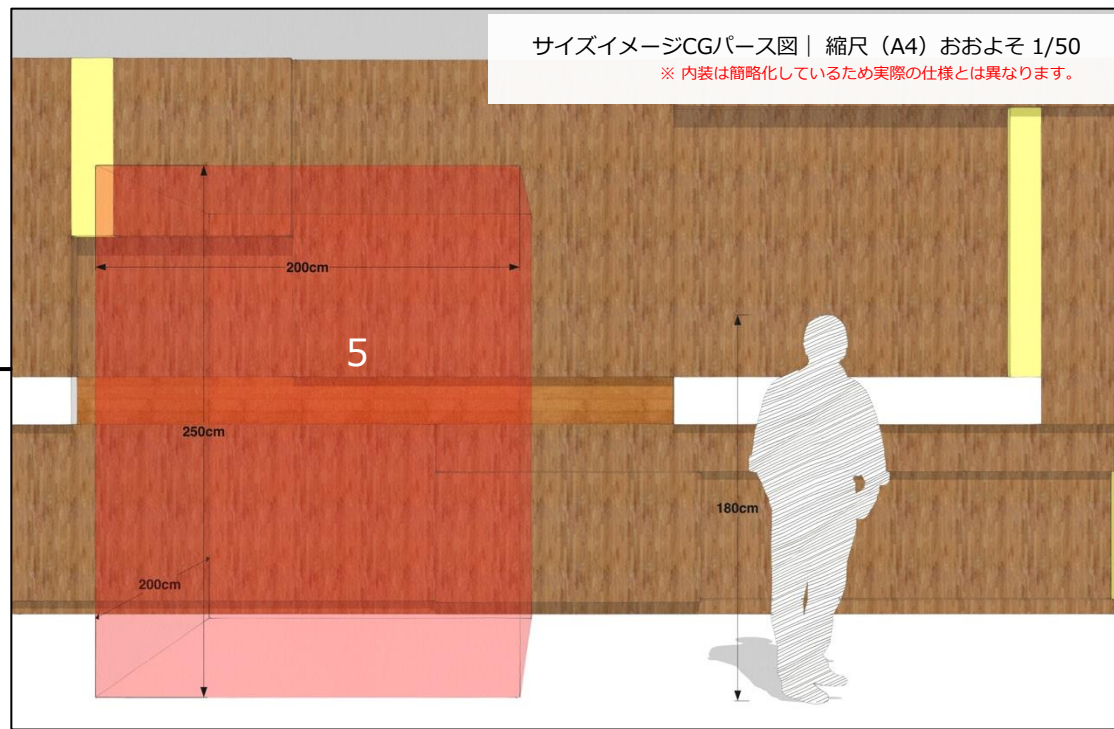 サイズイメージCGパース図｜ 縮尺（A4）おおよそ 1/50
※ 内装は簡略化しているため実際の仕様とは異なります。
200cm
5
250cm
180cm
200cm